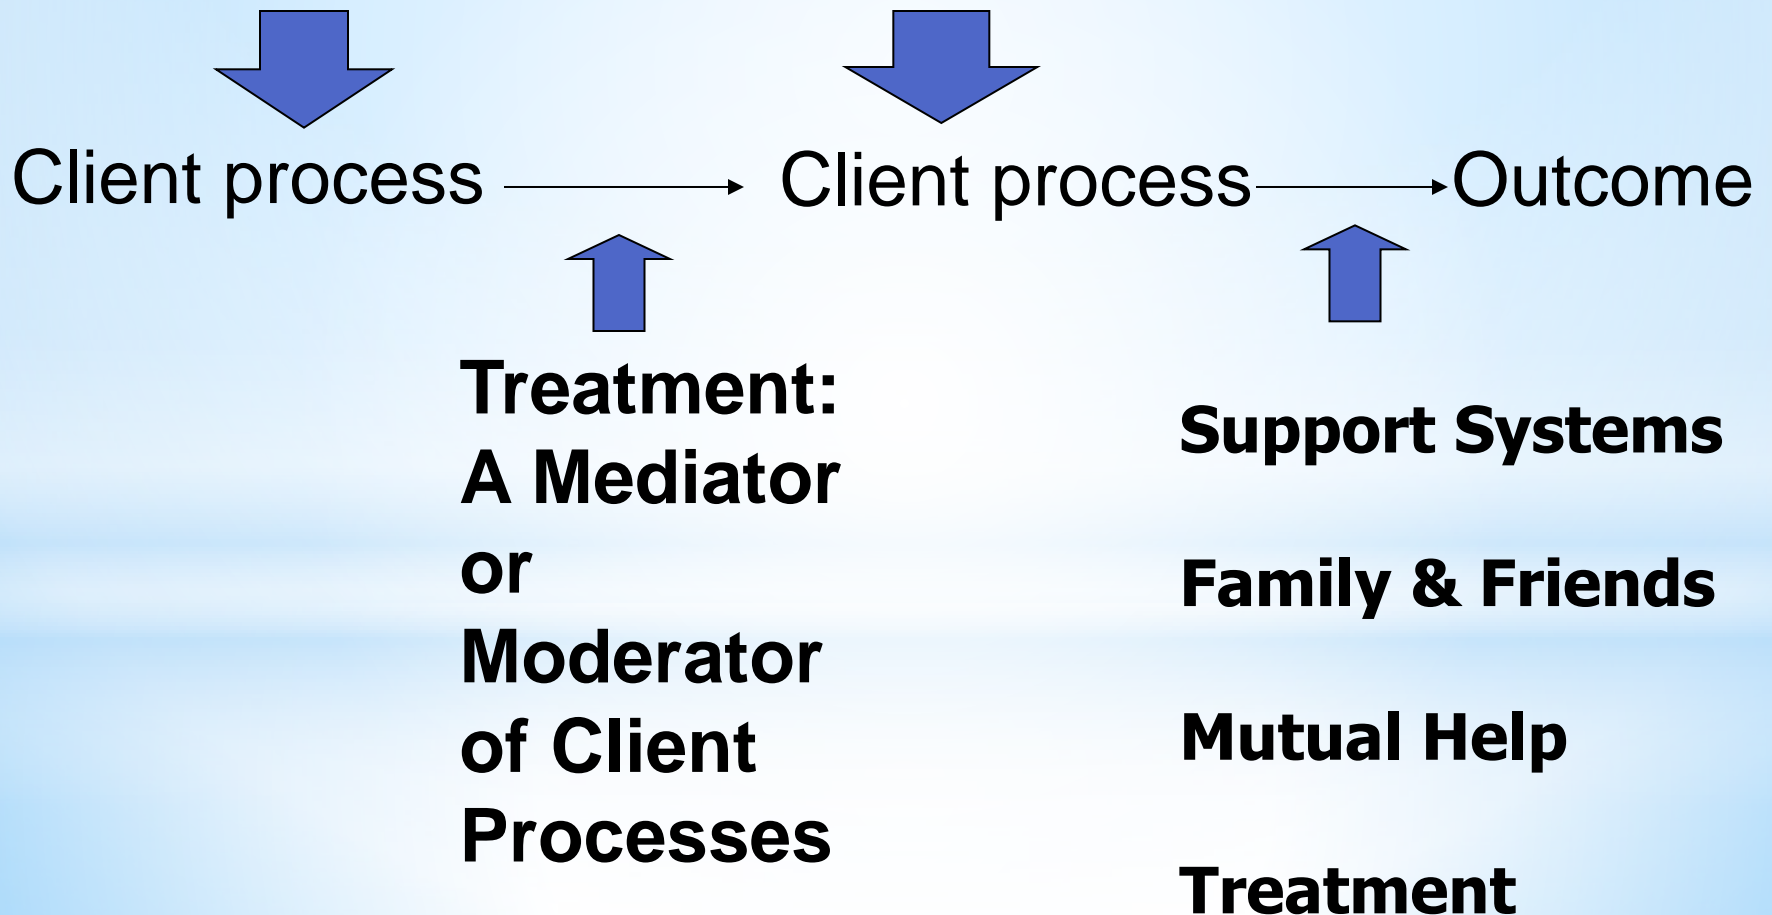 Client process
Client process
Outcome
Treatment:
A Mediator
or
Moderator
of Client
Processes
Support Systems
Family & Friends
Mutual Help
Treatment